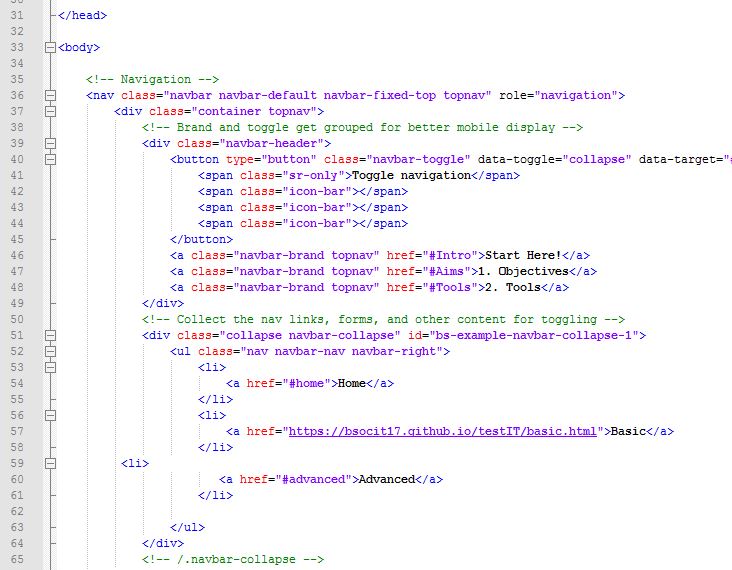 31 </head>
32
33 <body>
34
35 <!-- Navigation -->
36 <nav class="navbar navbar-default navbar-fixed-top topnav" role="navigation">
37 <div class="container topnav">
38 <!-- Brand and toggle get grouped for better mobile display -->
39 <div class="navbar-header">
40 <button type="button" class="navbar-toggle" data-toggle="collapse" data-target="#
41 <span class="sr-only">Toggle navigation</span>
42 <span class="icon-bar"></span>
43 <span class="icon-bar"></span>
44 <span class="icon-bar"></span>
45 </button>
46 <a class="navbar-brand topnav" href="#Intro">Start Here!</a>
47 <a class="navbar-brand topnav" href="#Aims">1. Objectives</a>
48 <a class="navbar-brand topnav" href="#Tools">2. Tools</a>
49 </div>
50 <!-- Collect the nav links, forms, and other content for toggling -->
51 <div class="collapse navbar-collapse" id="bs-example-navbar-collapse-1">
52 <ul class="nav navbar-nav navbar-right">
53 <li>
54 <a href="#home">Home</a>
55 </li>
56 <li>
57 <a href="https://bsocit17.github.io/testIT/basic.html">Basic</a>
58 </li>
59 <li>
60 <a href="#advanced">Advanced</a>
61 </li>
62
63 </ul>
64 </div>
65 <!-- /.navbar-collapse -->